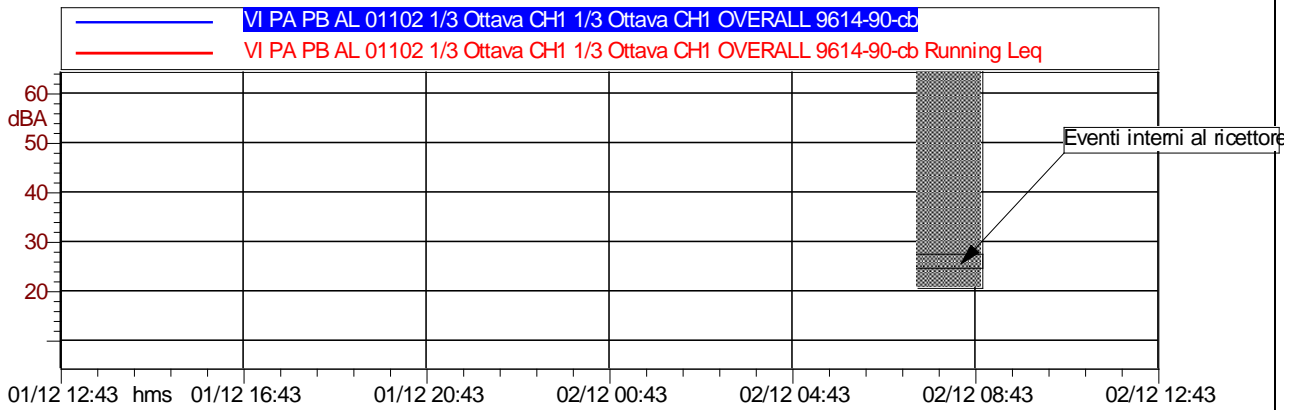 VI PA PB AL 01102 1/3 Ottava CH1 1/3 Ottava CH1 OVERALL 9614-90-cb
VI PA PB AL 01102 1/3 Ottava CH1 1/3 Ottava CH1 OVERALL 9614-90-cb Running Leq
60
dBA
50
Eventi interni al ricettore
40
30
20
01/12 12:43 hms 01/12 16:43 01/12 20:43 02/12 00:43 02/12 04:43 02/12 08:43 02/12 12:43